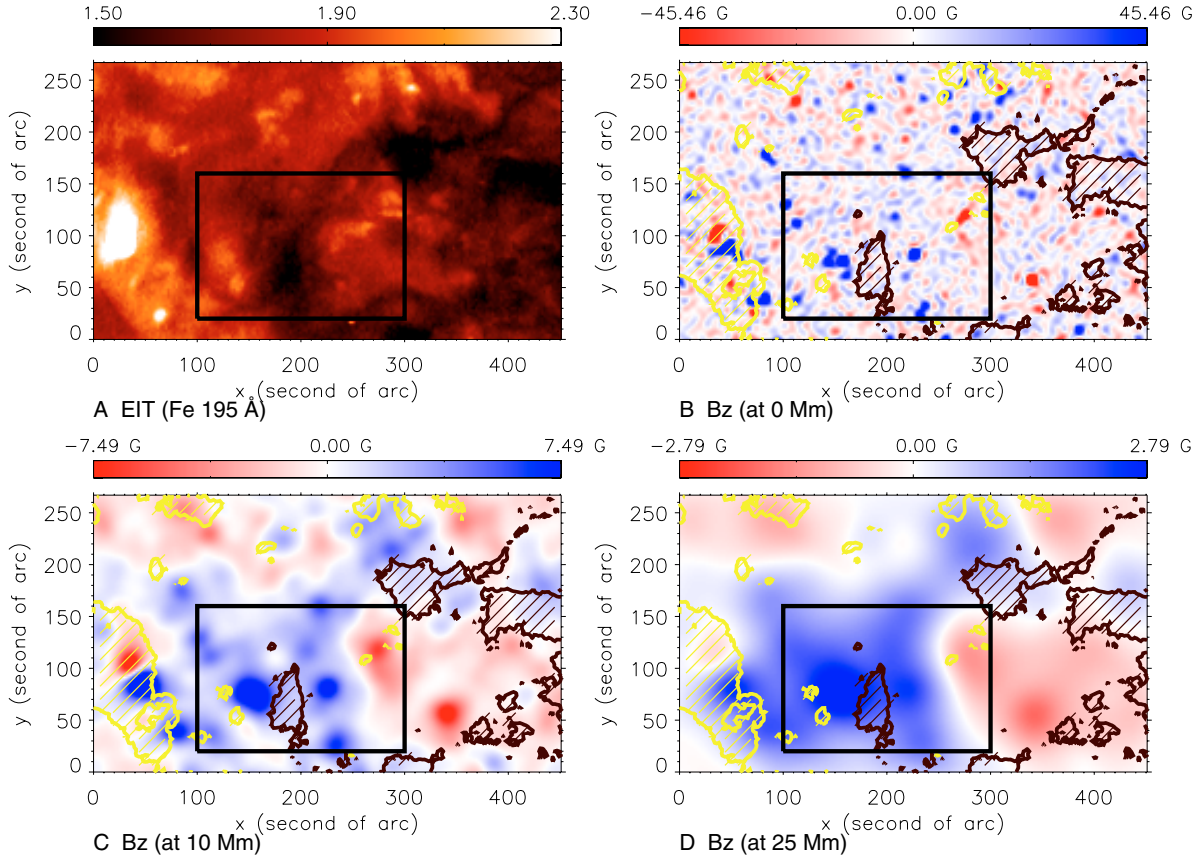 1.50 1.90 2.30
−45.46 G 0.00 G 45.46 G
y (second of arc)
250
200
150
100
50
0
0 100 200 300 400
x (second of arc)
A EIT (Fe 195 Å)
y (second of arc)
250
200
150
100
50
0
0 100 200 300 400
x (second of arc)
B Bz (at 0 Mm)
−7.49 G 0.00 G 7.49 G
−2.79 G 0.00 G 2.79 G
y (second of arc)
250
200
150
100
50
0
0 100 200 300 400
x (second of arc)
C Bz (at 10 Mm)
y (second of arc)
250
200
150
100
50
0
0 100 200 300 400
x (second of arc)
D Bz (at 25 Mm)